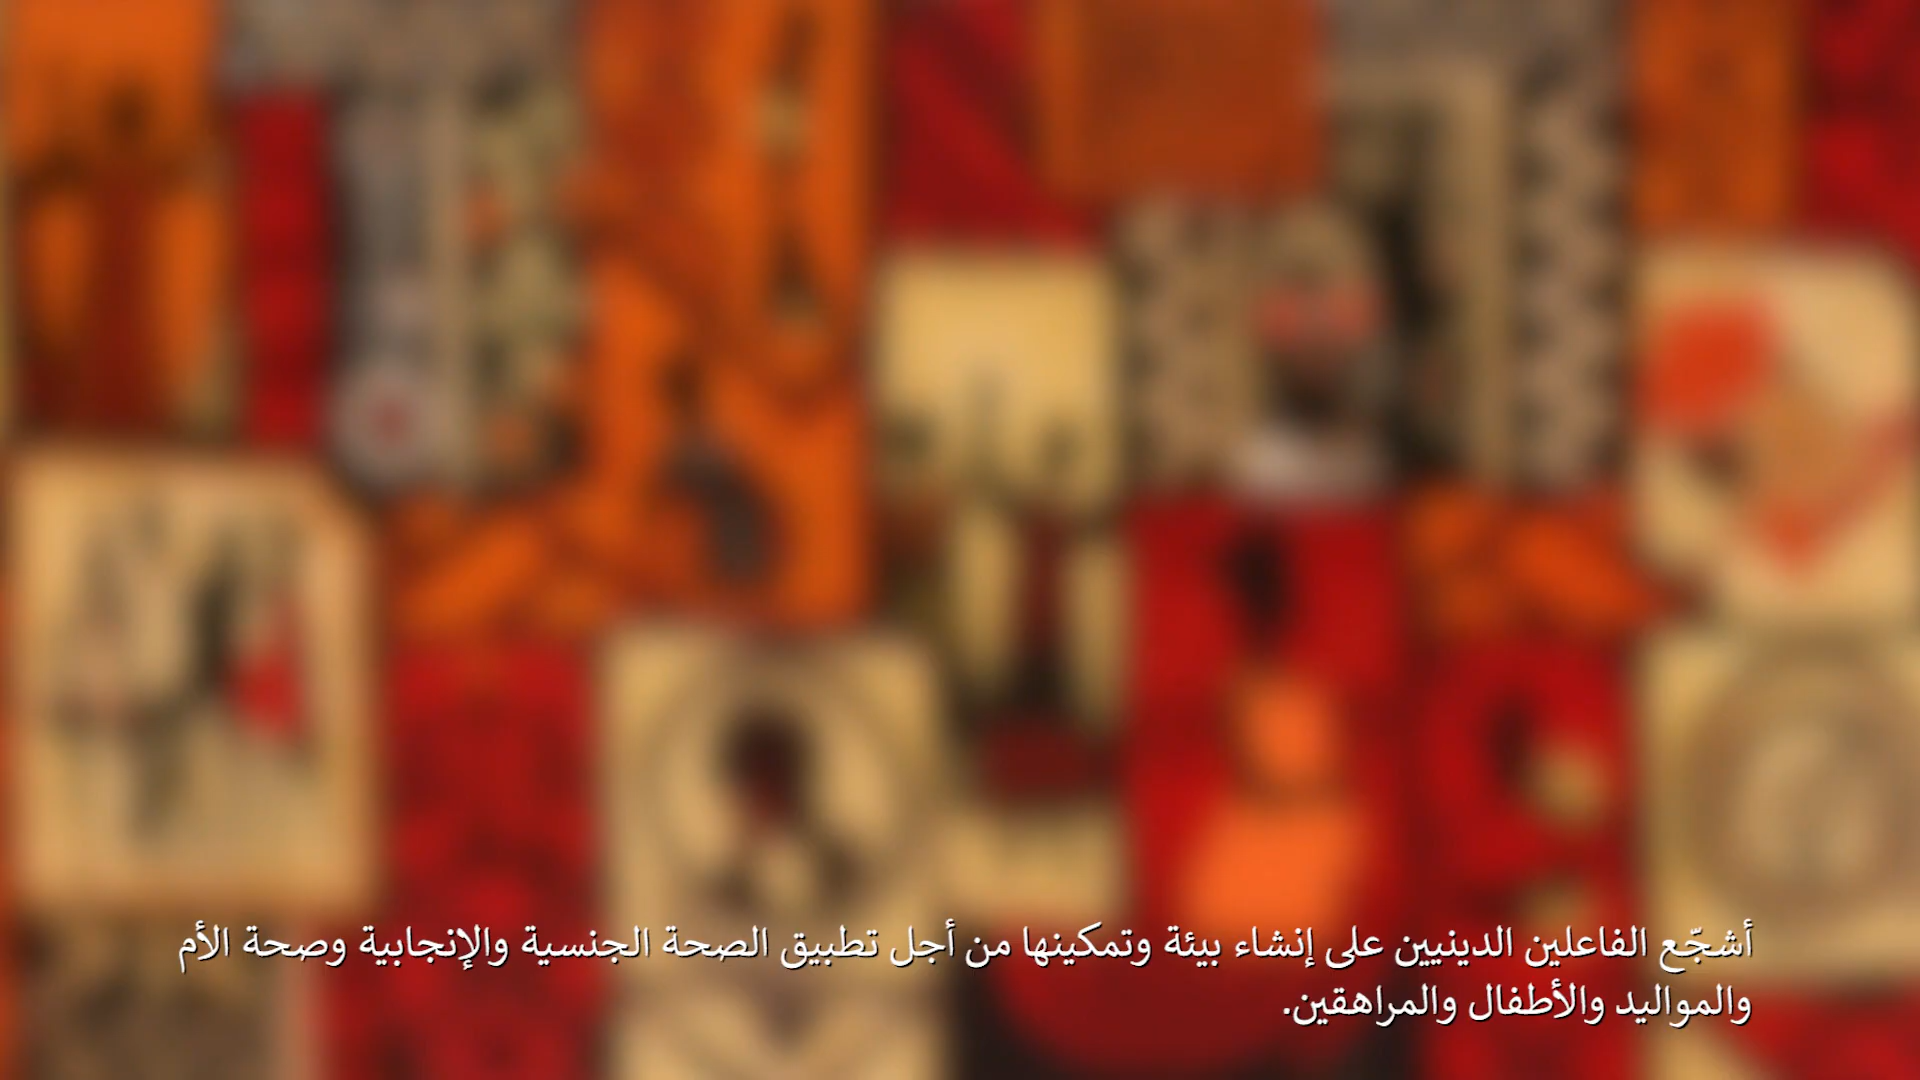 أشجّع الفاعلين الدينيين على إنشاء بيئة وتمكينها من أجل تطبيق الصحة الجنسية والإنجابية وصحة الأم
والمواليد والأطفال والمراهقين.